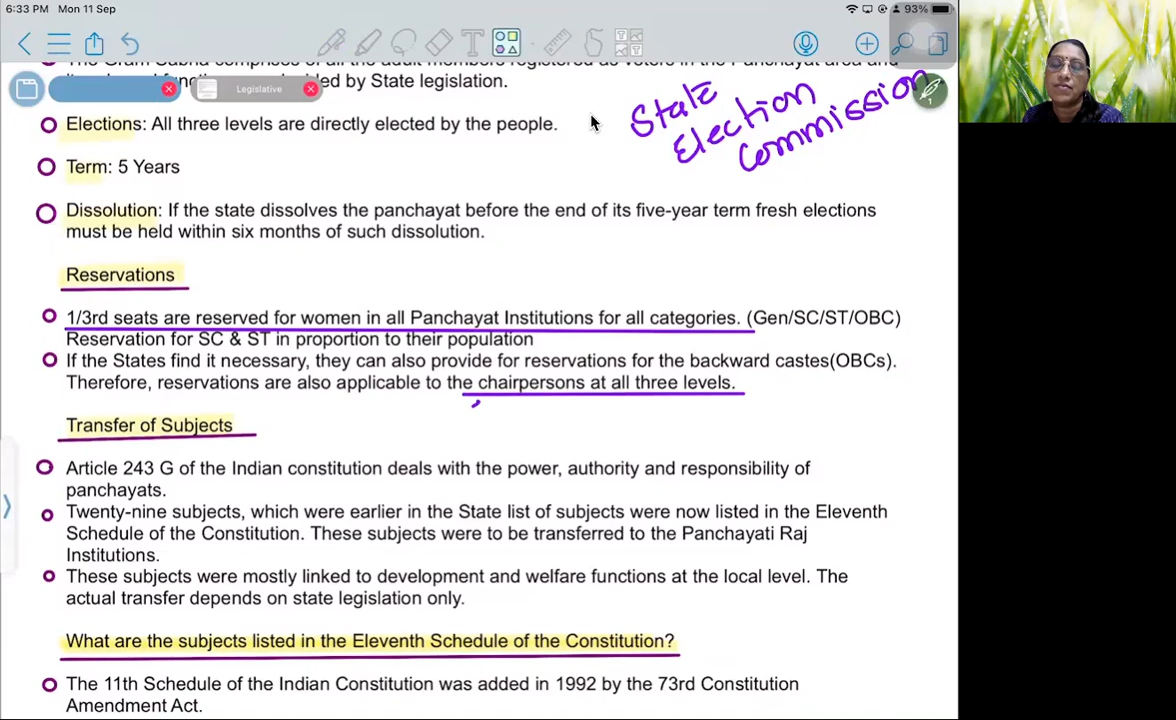 6:33 PM Mon 11 Sep
93%
ed by State legislation.
Legislative
State
Election
Commission
1
Elections: All three levels are directly elected by the people.
Term: 5 Years
Dissolution: If the state dissolves the panchayat before the end of its five-year term fresh elections
must be held within six months of such dissolution.
Reservations
1/3rd seats are reserved for women in all Panchayat Institutions for all categories. (Gen/SC/ST/OBC)
Reservation for SC & ST in proportion to their population
If the States find it necessary, they can also provide for reservations for the backward castes(OBCs).
Therefore, reservations are also applicable to the chairpersons at all three levels.
Transfer of Subjects
Article 243 G of the Indian constitution deals with the power, authority and responsibility of
panchayats.
Twenty-nine subjects, which were earlier in the State list of subjects were now listed in the Eleventh
Schedule of the Constitution. These subjects were to be transferred to the Panchayati Raj
Institutions.
These subjects were mostly linked to development and welfare functions at the local level. The
actual transfer depends on state legislation only.
What are the subjects listed in the Eleventh Schedule of the Constitution?
The 11th Schedule of the Indian Constitution was added in 1992 by the 73rd Constitution
Amendment Act.